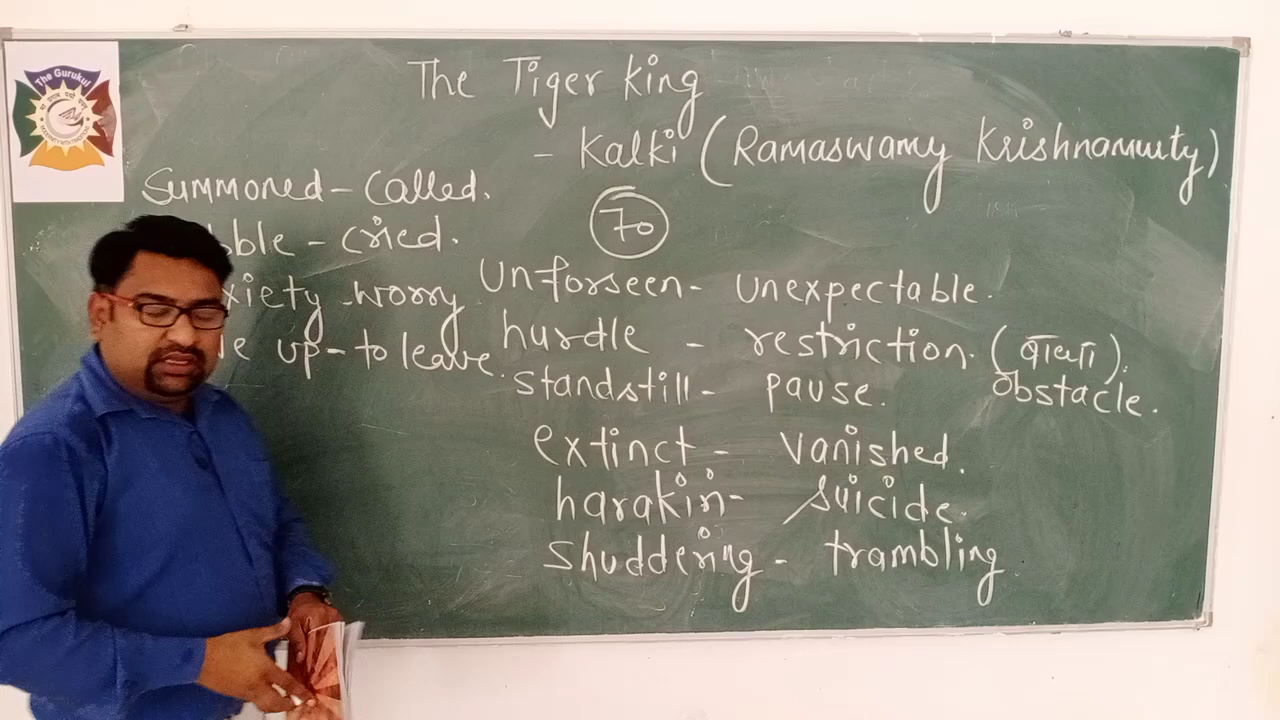 The Gurukul
The Tiger King
- Kalki (Ramaswamy Krishnamurty)
Summoned - Called.
bble - cried.
70
xiety - worry
Unforseen - unexpectable.
hurdle - restriction. (बाधा).
ve up - to leave.
standstill - pause. obstacle.
extinct - vanished.
harakiri - suicide.
shuddering - trambling